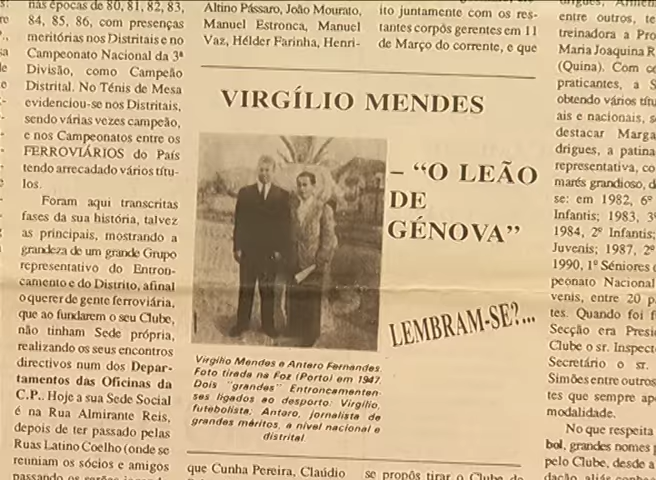 nas épocas de 80, 81, 82, 83,
84, 85, 86, com presenças
meritórias nos Distritais e no
Campeonato Nacional da 3ª
Divisão, como Campeão
Distrital. No Ténis de Mesa
evidenciou-se nos Distritais,
sendo várias vezes campeão,
e nos Campeonatos entre os
FERROVIÁRIOS do País
tendo arrecadado vários títu-
los.
Foram aqui transcritas
fases da sua história, talvez
as principais, mostrando a
grandeza de um grande Grupo
representativo do Entron-
camento e do Distrito, afinal
o querer de gente ferroviária,
que ao fundarem o seu Clube,
não tinham Sede própria,
realizando os seus encontros
directivos num dos Depar-
tamentos das Oficinas da
C.P.. Hoje a sua Sede Social
é na Rua Almirante Reis,
depois de ter passado pelas
Ruas Latino Coelho (onde se
reuniam os sócios e amigos
passando os serões
Altino Pássaro, João Mourato,
Manuel Estronca, Manuel
Vaz, Hélder Farinha, Henri-
ito juntamente com os res-
tantes corpós gerentes em 11
de Março do corrente, e que
VIRGÍLIO MENDES
– “O LEÃO
DE
GÉNOVA”
LEMBRAM-SE?...
Virgílio Mendes e Antero Fernandes.
Foto tirada na Foz (Porto) em 1947.
Dois "grandes" Entroncamenten-
ses ligados ao desporto: Virgílio,
futebolista; Antero, jornalista de
grandes méritos, a nível nacional e
distrital.
que Cunha Pereira, Claúdio
se propôs tirar o Clube de
entre outros, te
treinadora a Pro
Maria Joaquina R
(Quina). Com ce
praticantes, a S
obtendo vários títu
ais e nacionais, s
destacar Marga
drigues, a patina
representativa, co
marés grandioso, d
se: em 1982, 6º
Infantis; 1983, 3º
1984, 2º Infantis;
Juvenis; 1987, 2º
1990, 1º Séniores
peonato Nacional
venis, entre 20 p
tes. Quando foi f
Secção era Presi
Clube o sr. Inspect
Secretário o sr.
Simões entre outros
tes que sempre apo
modalidade.
No que respeita
bol, grandes nomes p
pelo Clube, desde a
dação aliás